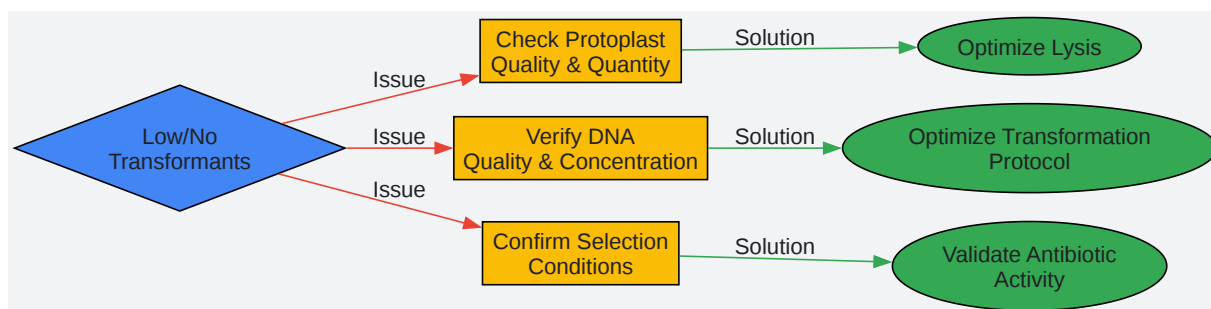 Low/No
Transformants
Issue
Check Protoplast
Quality & Quantity
Solution
Optimize Lysis
Issue
Verify DNA
Quality & Concentration
Solution
Optimize Transformation
Protocol
Issue
Confirm Selection
Conditions
Solution
Validate Antibiotic
Activity